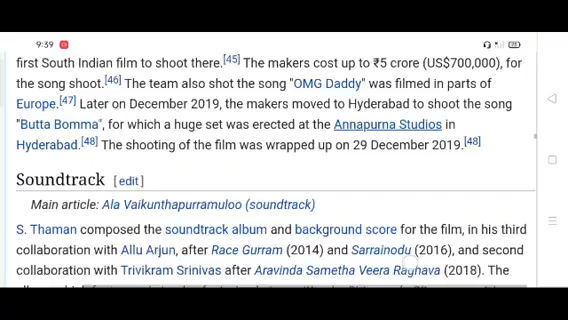 9:39
first South Indian film to shoot there.[45] The makers cost up to ₹5 crore (US$700,000), for
the song shoot.[46] The team also shot the song "OMG Daddy" was filmed in parts of
Europe.[47] Later on December 2019, the makers moved to Hyderabad to shoot the song
"Butta Bomma", for which a huge set was erected at the Annapurna Studios in
Hyderabad.[48] The shooting of the film was wrapped up on 29 December 2019.[48]
Soundtrack [edit]
Main article: Ala Vaikunthapurramuloo (soundtrack)
S. Thaman composed the soundtrack album and background score for the film, in his third
collaboration with Allu Arjun, after Race Gurram (2014) and Sarrainodu (2016), and second
collaboration with Trivikram Srinivas after Aravinda Sametha Veera Raghava (2018). The